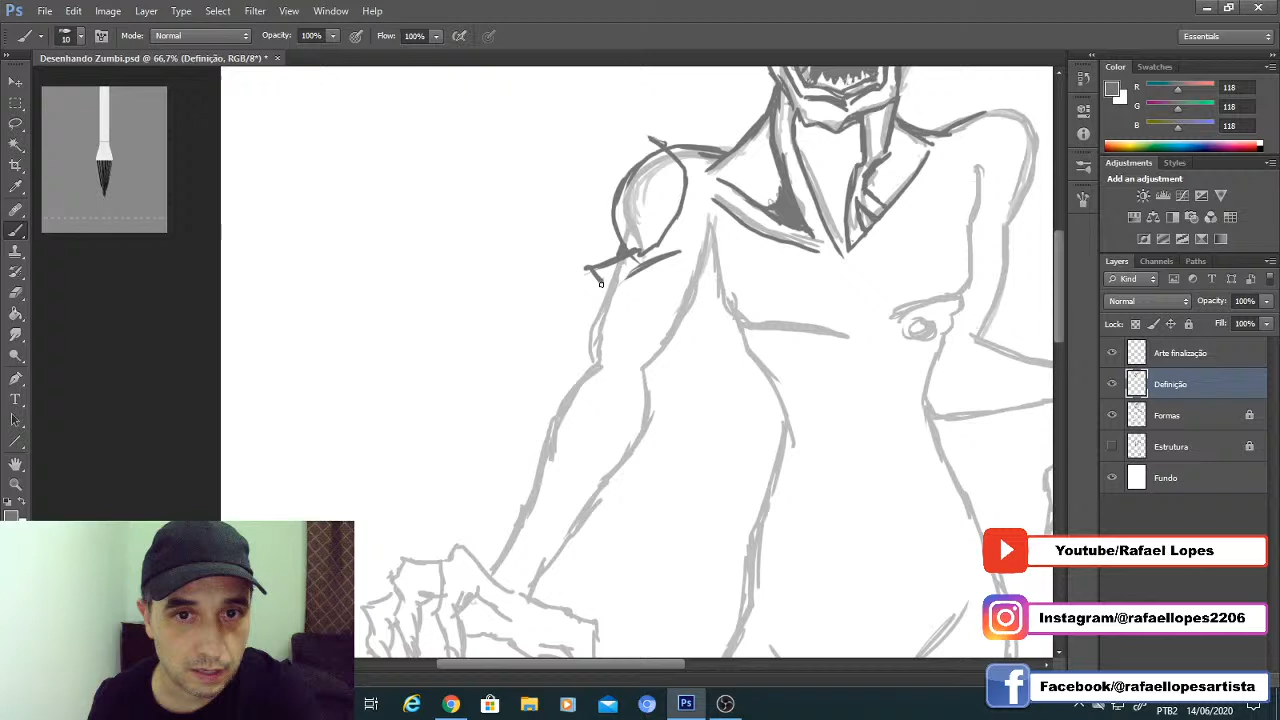 Ps File Edit Image Layer Type Select Filter View Window Help
10 Mode: Normal Opacity: 100% Flow: 100% Essentials
Desenhando Zumbi.psd @ 66,7% (Definição, RGB/8*) * ×
Color Swatches
R 118
G 118
B 118
Adjustments Styles
Add an adjustment
Layers Channels Paths
Kind
Normal Opacity: 100%
Lock: Fill: 100%
Arte finalização
Definição
Formas
Estrutura
Fundo
Youtube/Rafael Lopes
Instagram/@rafaellopes2206
Facebook/@rafaellopesartista
PTB2 14/06/2020